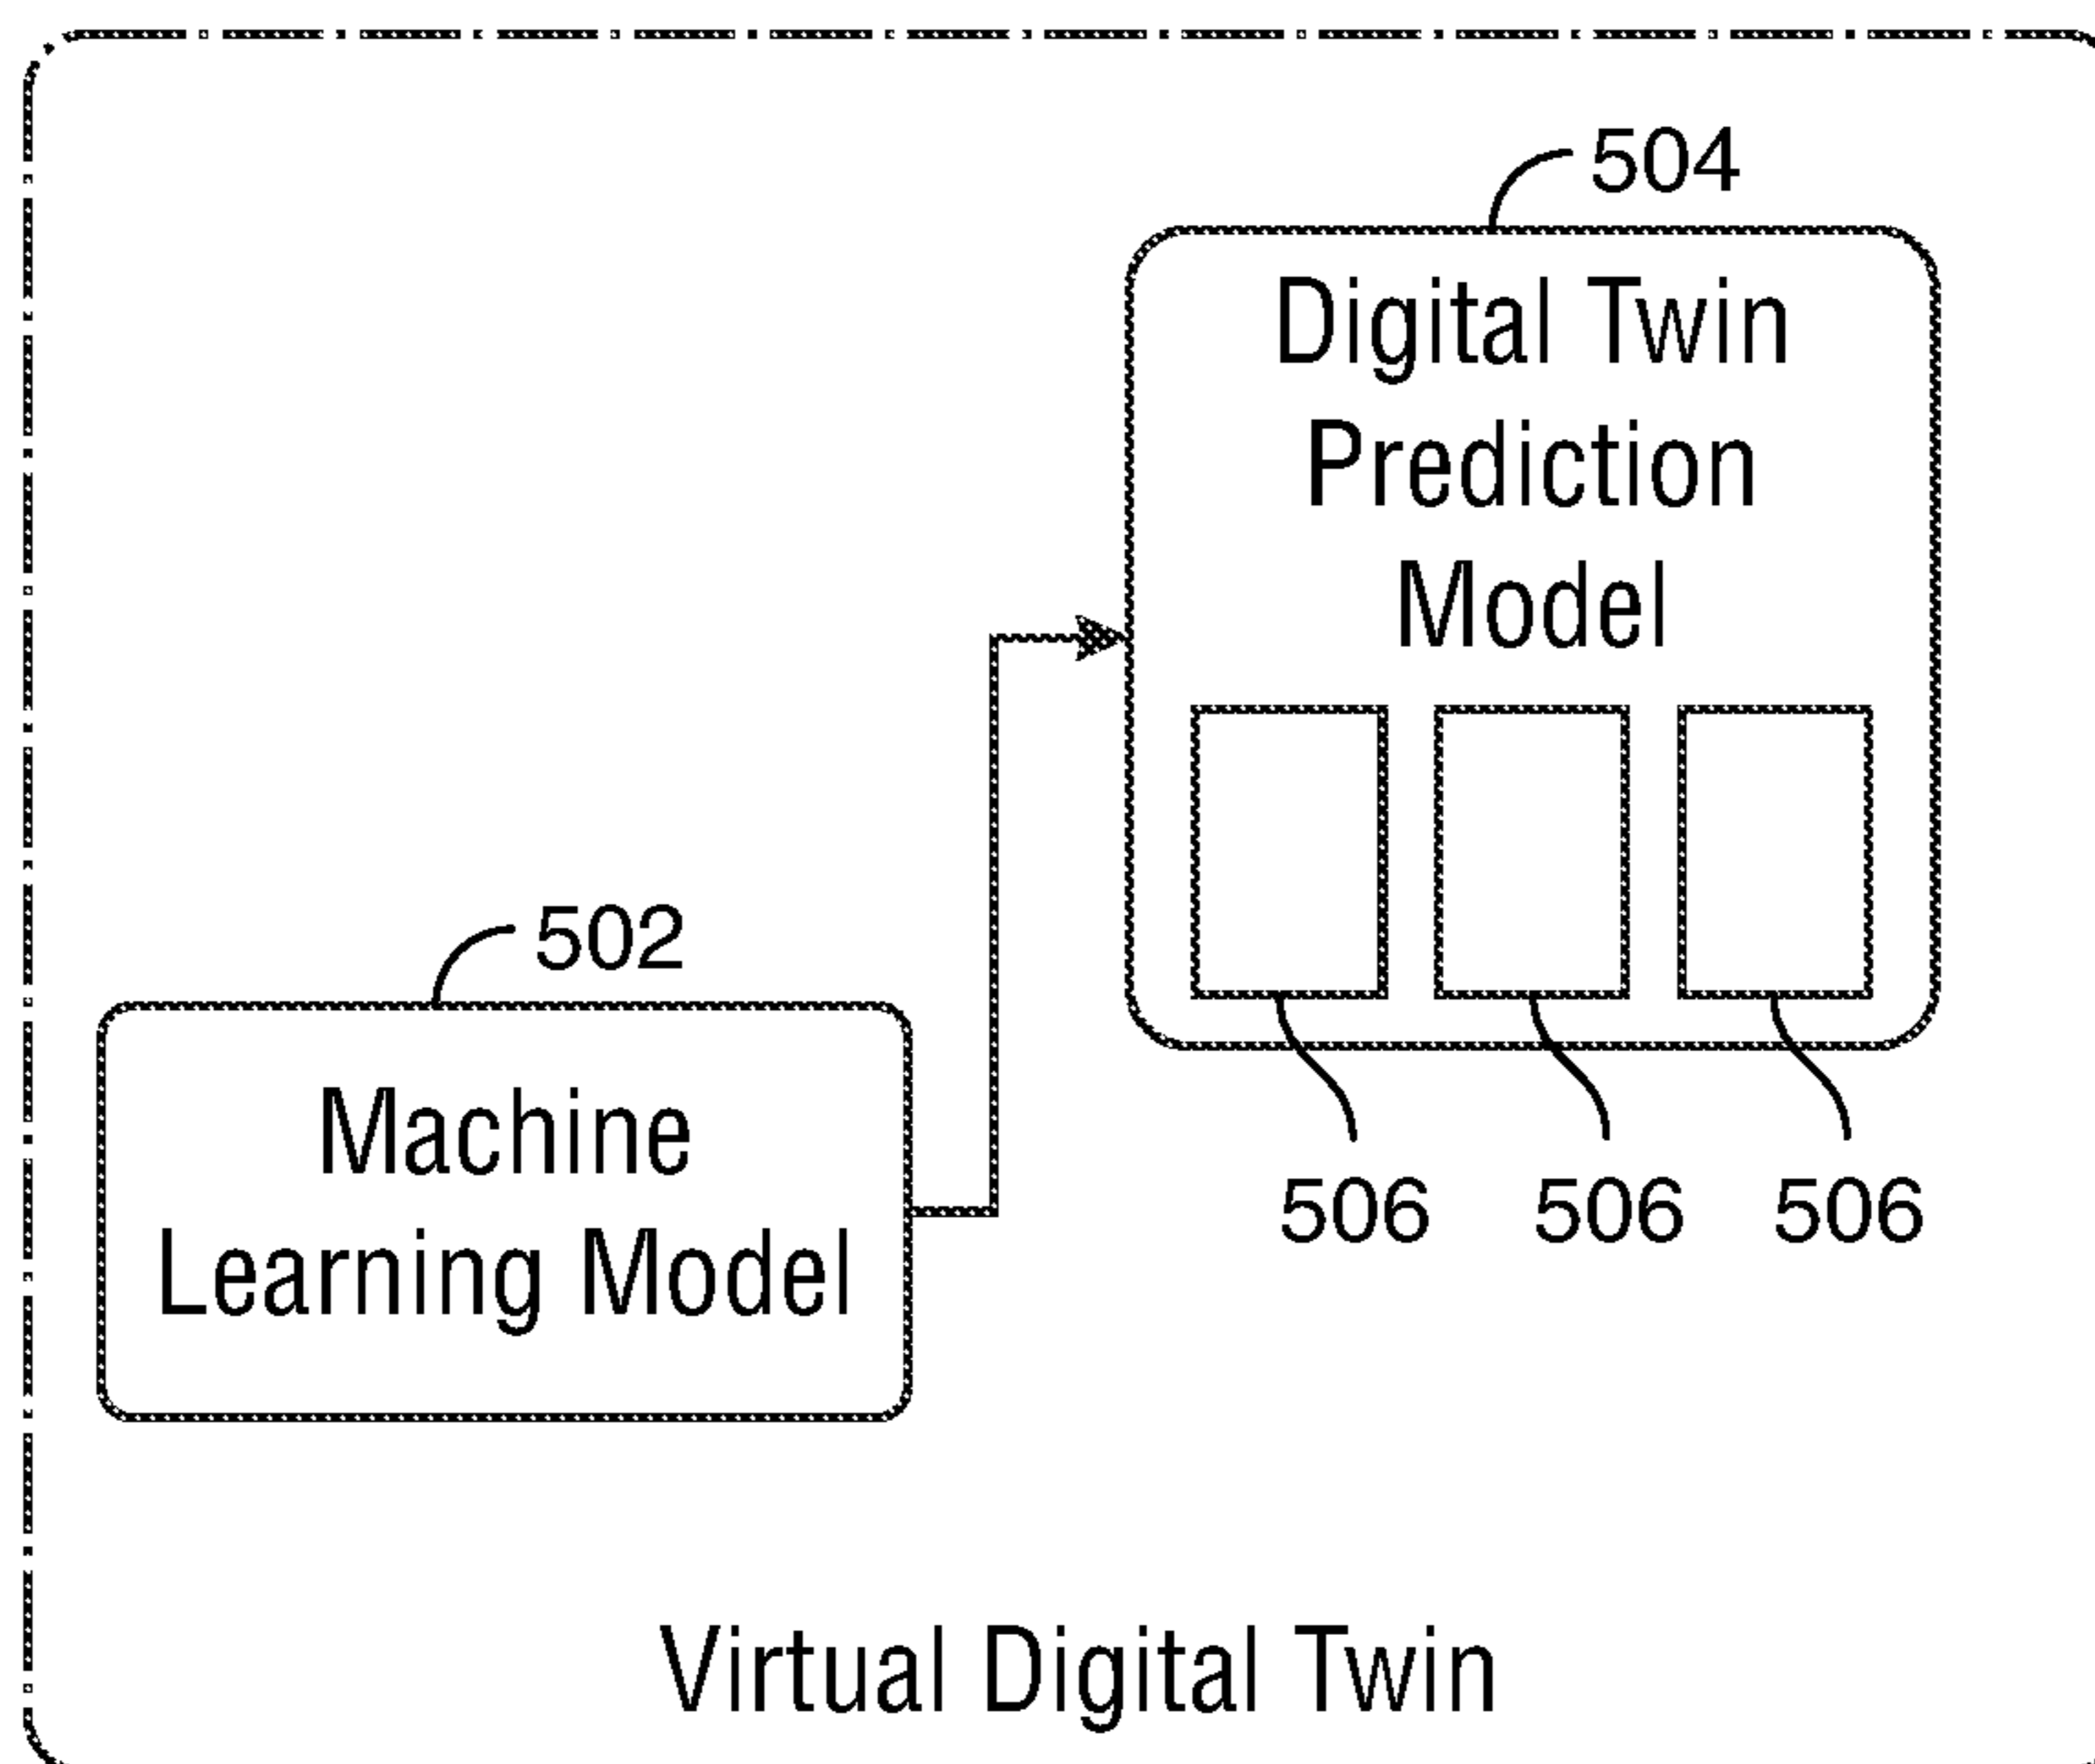 504
Digital Twin
Prediction
Model
502
Machine
Learning Model
506 506 506
Virtual Digital Twin